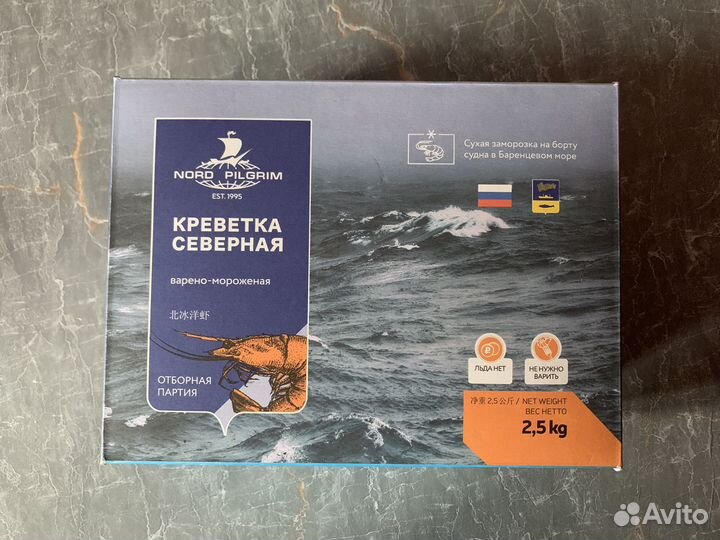 NORD PILGRIM
EST. 1995
КРЕВЕТКА
СЕВЕРНАЯ
варено-мороженая
北冰洋虾
ОТБОРНАЯ
ПАРТИЯ
Сухая заморозка на борту
судна в Баренцевом море
ЛЬДА НЕТ
НЕ НУЖНО
ВАРИТЬ
净重 2,5 公斤 / NET WEIGHT
ВЕС НЕТТО
2,5 kg
Avito